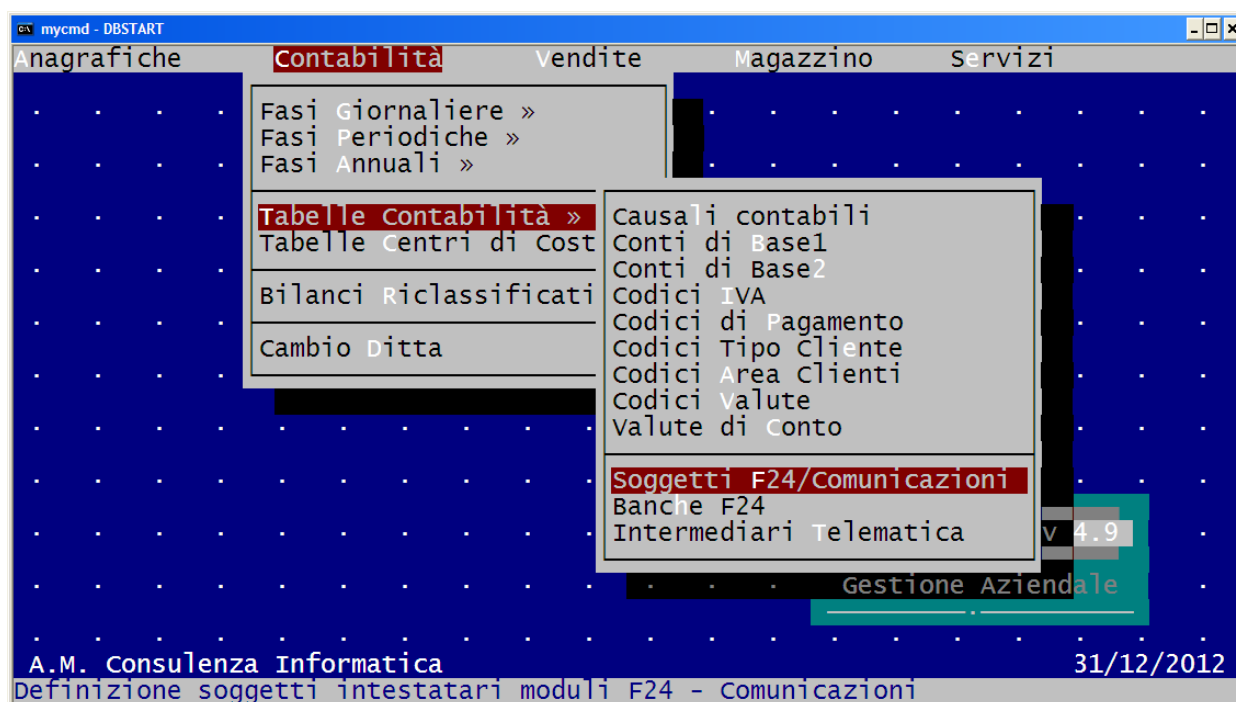 mycmd - DBSTART
Anagrafiche Contabilità Vendite Magazzino Servizi
Fasi Giornaliere »
Fasi Periodiche »
Fasi Annuali »
Tabelle Contabilità »
Tabelle Centri di Cost
Bilanci Riclassificati
Cambio Ditta
Causali contabili
Conti di Base1
Conti di Base2
Codici IVA
Codici di Pagamento
Codici Tipo Cliente
Codici Area Clienti
Codici Valute
Valute di Conto
Soggetti F24/Comunicazioni
Banche F24
Intermediari Telematica
v 4.9
Gestione Aziendale
A.M. Consulenza Informatica 31/12/2012
Definizione soggetti intestatari moduli F24 - Comunicazioni